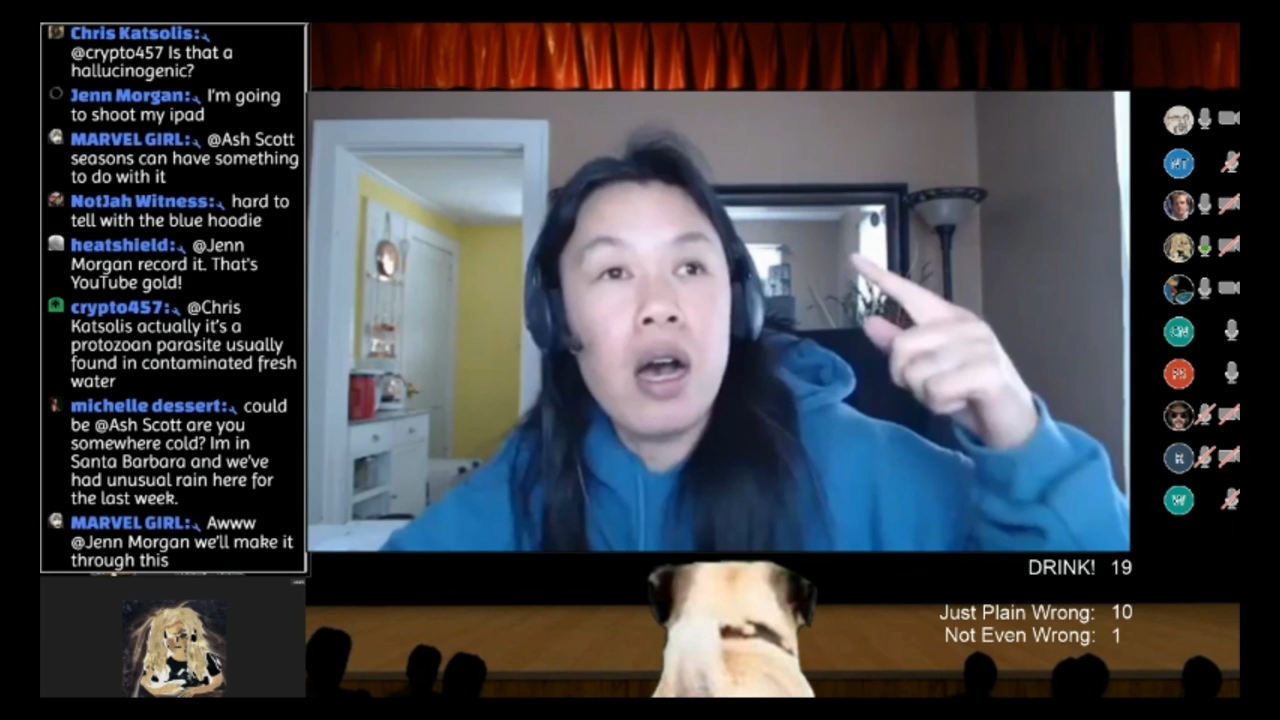 Chris Katsolis:
@crypto457 Is that a
hallucinogenic?
Jenn Morgan: I'm going
to shoot my ipad
MARVEL GIRL: @Ash Scott
seasons can have something
to do with it
NotJah Witness: hard to
tell with the blue hoodie
heatshield: @Jenn
Morgan record it. That's
YouTube gold!
crypto457: @Chris
Katsolis actually it's a
protozoan parasite usually
found in contaminated fresh
water
michelle dessert: could
be @Ash Scott are you
somewhere cold? Im in
Santa Barbara and we've
had unusual rain here for
the last week.
MARVEL GIRL: Awww
@Jenn Morgan we'll make it
through this
DRINK! 19
Just Plain Wrong: 10
Not Even Wrong: 1